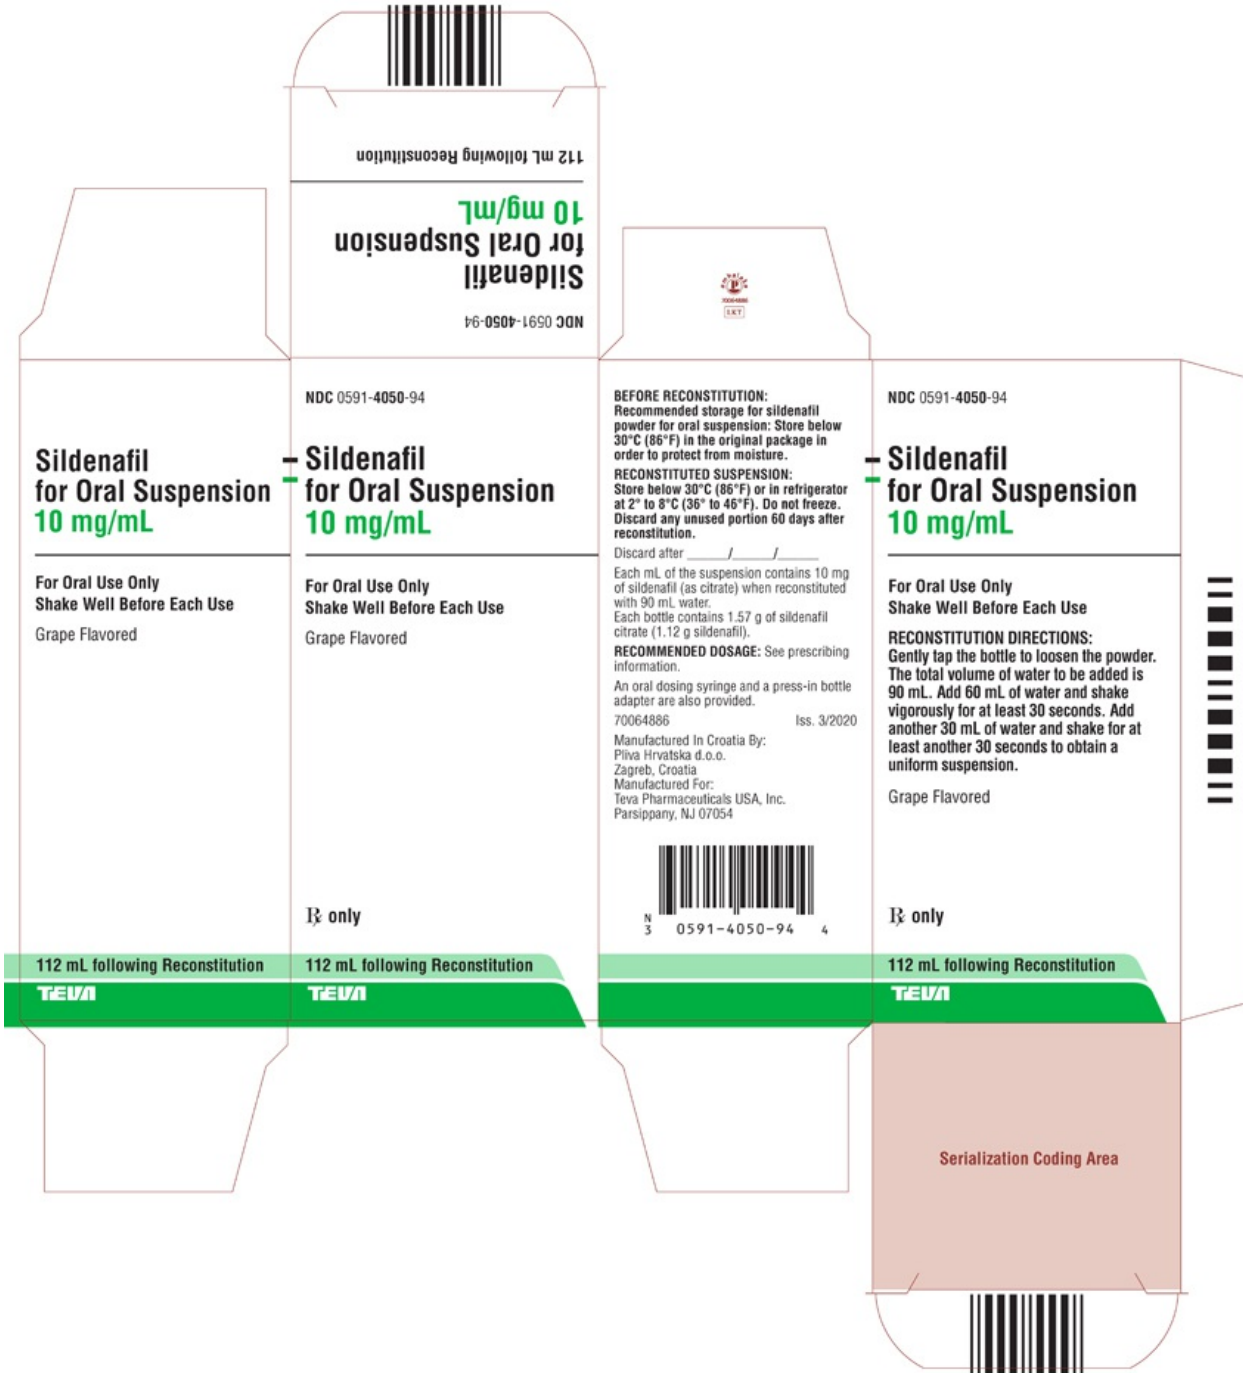 112 mL following Reconstitution
10 mg/mL
for Oral Suspension
Sildenafil
NDC 0591-4050-94
70064886
NDC 0591-4050-94
Sildenafil
for Oral Suspension
10 mg/mL
For Oral Use Only
Shake Well Before Each Use
Grape Flavored
112 mL following Reconstitution
TEVA
Sildenafil
for Oral Suspension
10 mg/mL
For Oral Use Only
Shake Well Before Each Use
Grape Flavored
℞ only
112 mL following Reconstitution
TEVA
BEFORE RECONSTITUTION:
Recommended storage for sildenafil
powder for oral suspension: Store below
30°C (86°F) in the original package in
order to protect from moisture.
RECONSTITUTED SUSPENSION:
Store below 30°C (86°F) or in refrigerator
at 2° to 8°C (36° to 46°F). Do not freeze.
Discard any unused portion 60 days after
reconstitution.
Discard after ______/______/______
Each mL of the suspension contains 10 mg
of sildenafil (as citrate) when reconstituted
with 90 mL water.
Each bottle contains 1.57 g of sildenafil
citrate (1.12 g sildenafil).
RECOMMENDED DOSAGE: See prescribing
information.
An oral dosing syringe and a press-in bottle
adapter are also provided.
70064886 Iss. 3/2020
Manufactured In Croatia By:
Pliva Hrvatska d.o.o.
Zagreb, Croatia
Manufactured For:
Teva Pharmaceuticals USA, Inc.
Parsippany, NJ 07054
N
3 0591-4050-94 4
NDC 0591-4050-94
Sildenafil
for Oral Suspension
10 mg/mL
For Oral Use Only
Shake Well Before Each Use
RECONSTITUTION DIRECTIONS:
Gently tap the bottle to loosen the powder.
The total volume of water to be added is
90 mL. Add 60 mL of water and shake
vigorously for at least 30 seconds. Add
another 30 mL of water and shake for at
least another 30 seconds to obtain a
uniform suspension.
Grape Flavored
℞ only
112 mL following Reconstitution
TEVA
Serialization Coding Area